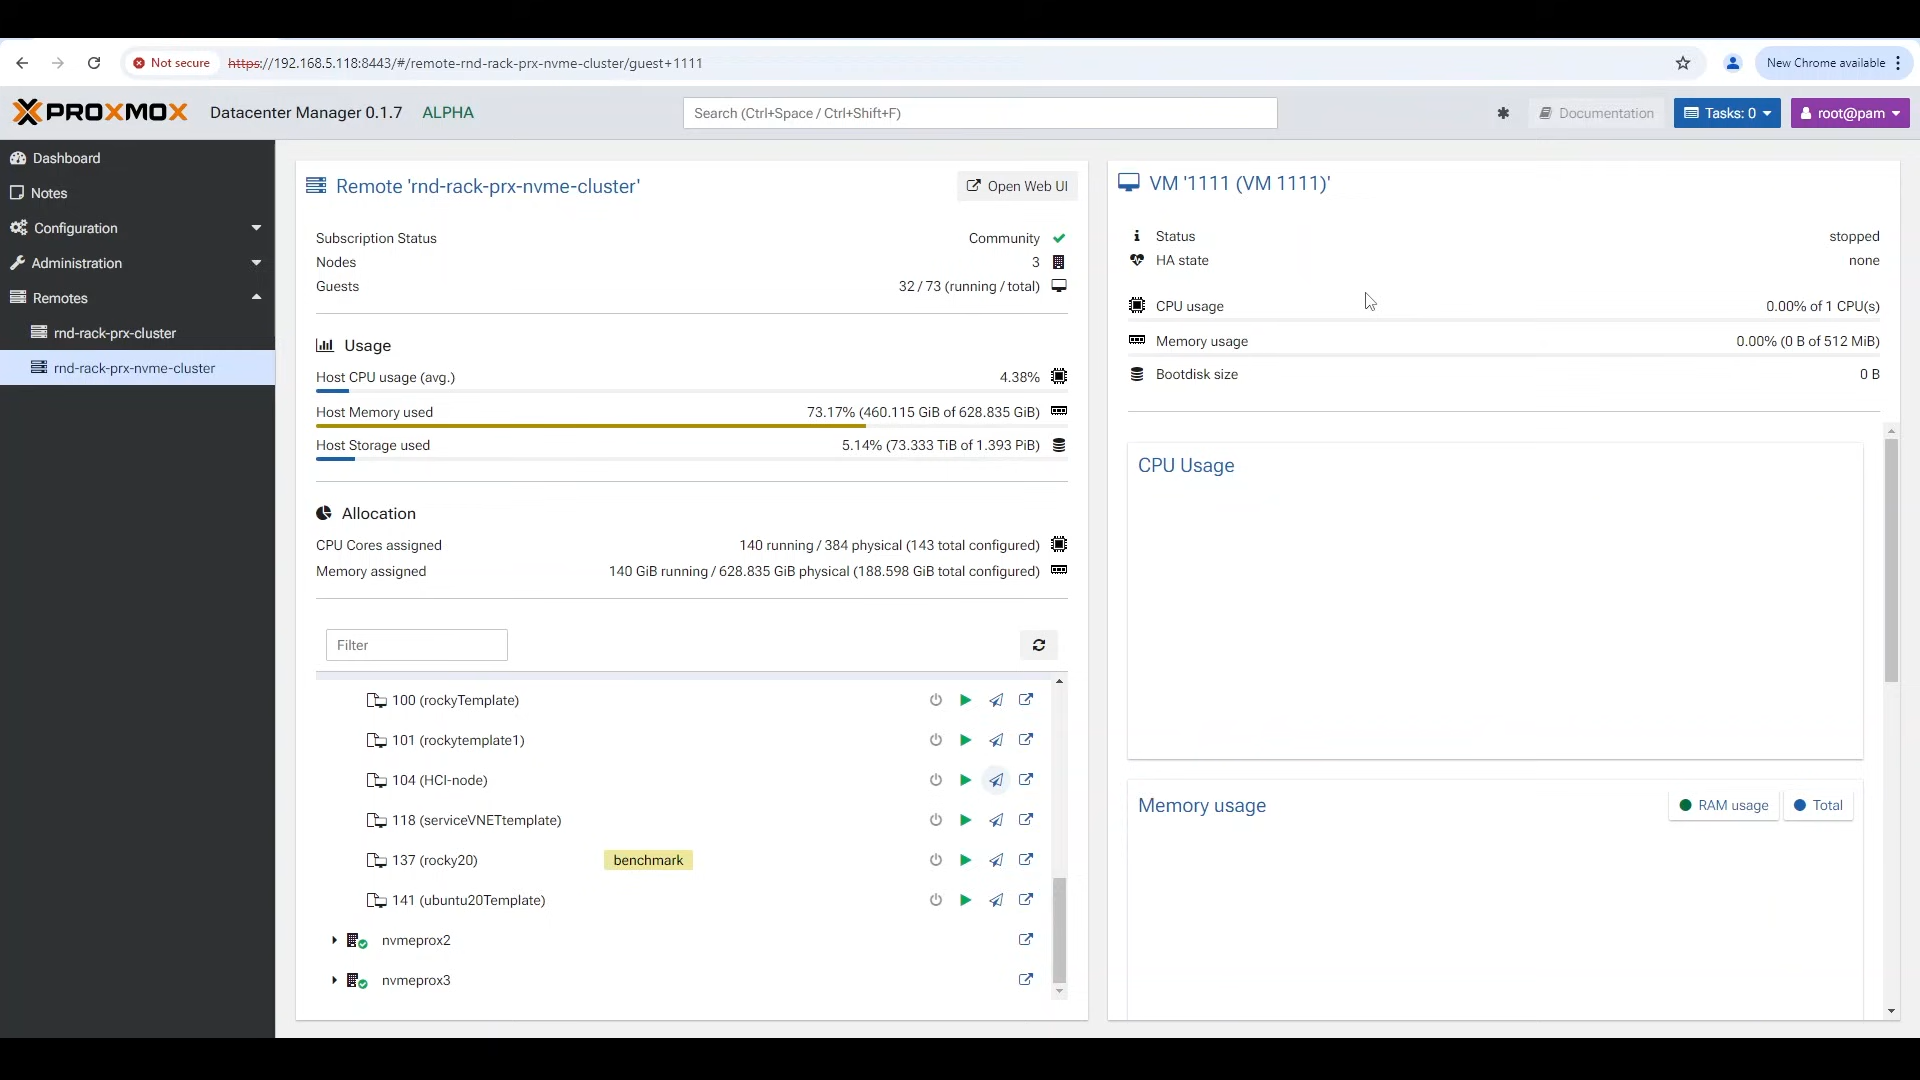 Not secure https://192.168.5.118:8443/#/remote-rnd-rack-prx-nvme-cluster/guest+1111 New Chrome available
PROXMOX Datacenter Manager 0.1.7 ALPHA Search (Ctrl+Space / Ctrl+Shift+F) Documentation Tasks: 0 root@pam
Dashboard
Notes
Configuration
Administration
Remotes
rnd-rack-prx-cluster
rnd-rack-prx-nvme-cluster
Remote 'rnd-rack-prx-nvme-cluster' Open Web UI
Subscription Status Community
Nodes 3
Guests 32 / 73 (running / total)
Usage
Host CPU usage (avg.) 4.38%
Host Memory used 73.17% (460.115 GiB of 628.835 GiB)
Host Storage used 5.14% (73.333 TiB of 1.393 PiB)
Allocation
CPU Cores assigned 140 running / 384 physical (143 total configured)
Memory assigned 140 GiB running / 628.835 GiB physical (188.598 GiB total configured)
Filter
100 (rockyTemplate)
101 (rockytemplate1)
104 (HCI-node)
118 (serviceVNETtemplate)
137 (rocky20) benchmark
141 (ubuntu20Template)
nvmeprox2
nvmeprox3
VM '1111 (VM 1111)'
Status stopped
HA state none
CPU usage 0.00% of 1 CPU(s)
Memory usage 0.00% (0 B of 512 MiB)
Bootdisk size 0 B
CPU Usage
Memory usage RAM usage Total